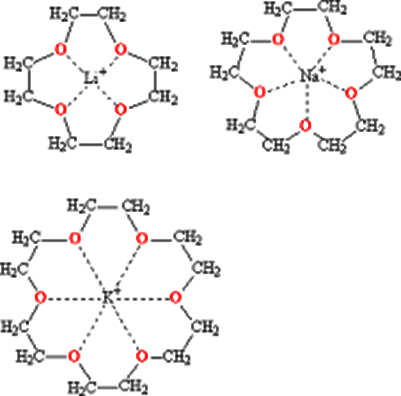 H₂C CH₂
O O
H₂C CH₂
Li⁺
H₂C CH₂
O O
H₂C CH₂
H₂C CH₂
O O
H₂C CH₂
H₂C Na⁺ CH₂
O O
H₂C O CH₂
CH₂ H₂C
H₂C CH₂
H₂C O O CH₂
H₂C CH₂
O K⁺ O
H₂C CH₂
H₂C O O CH₂
H₂C CH₂